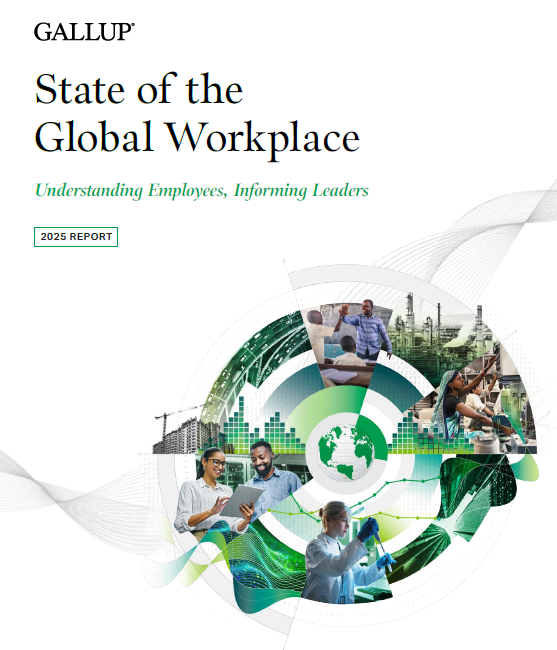 GALLUP®
State of the
Global Workplace
Understanding Employees, Informing Leaders
2025 REPORT